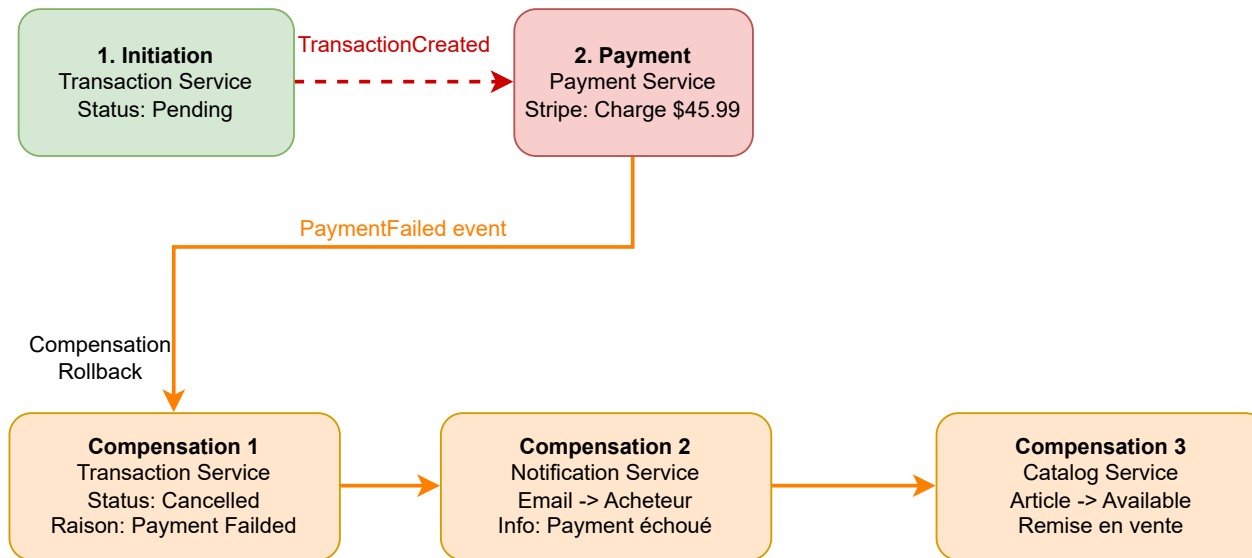 1. Initiation
Transaction Service
Status: Pending
TransactionCreated
2. Payment
Payment Service
Stripe: Charge $45.99
PaymentFailed event
Compensation
Rollback
Compensation 1
Transaction Service
Status: Cancelled
Raison: Payment Failded
Compensation 2
Notification Service
Email -> Acheteur
Info: Payment échoué
Compensation 3
Catalog Service
Article -> Available
Remise en vente